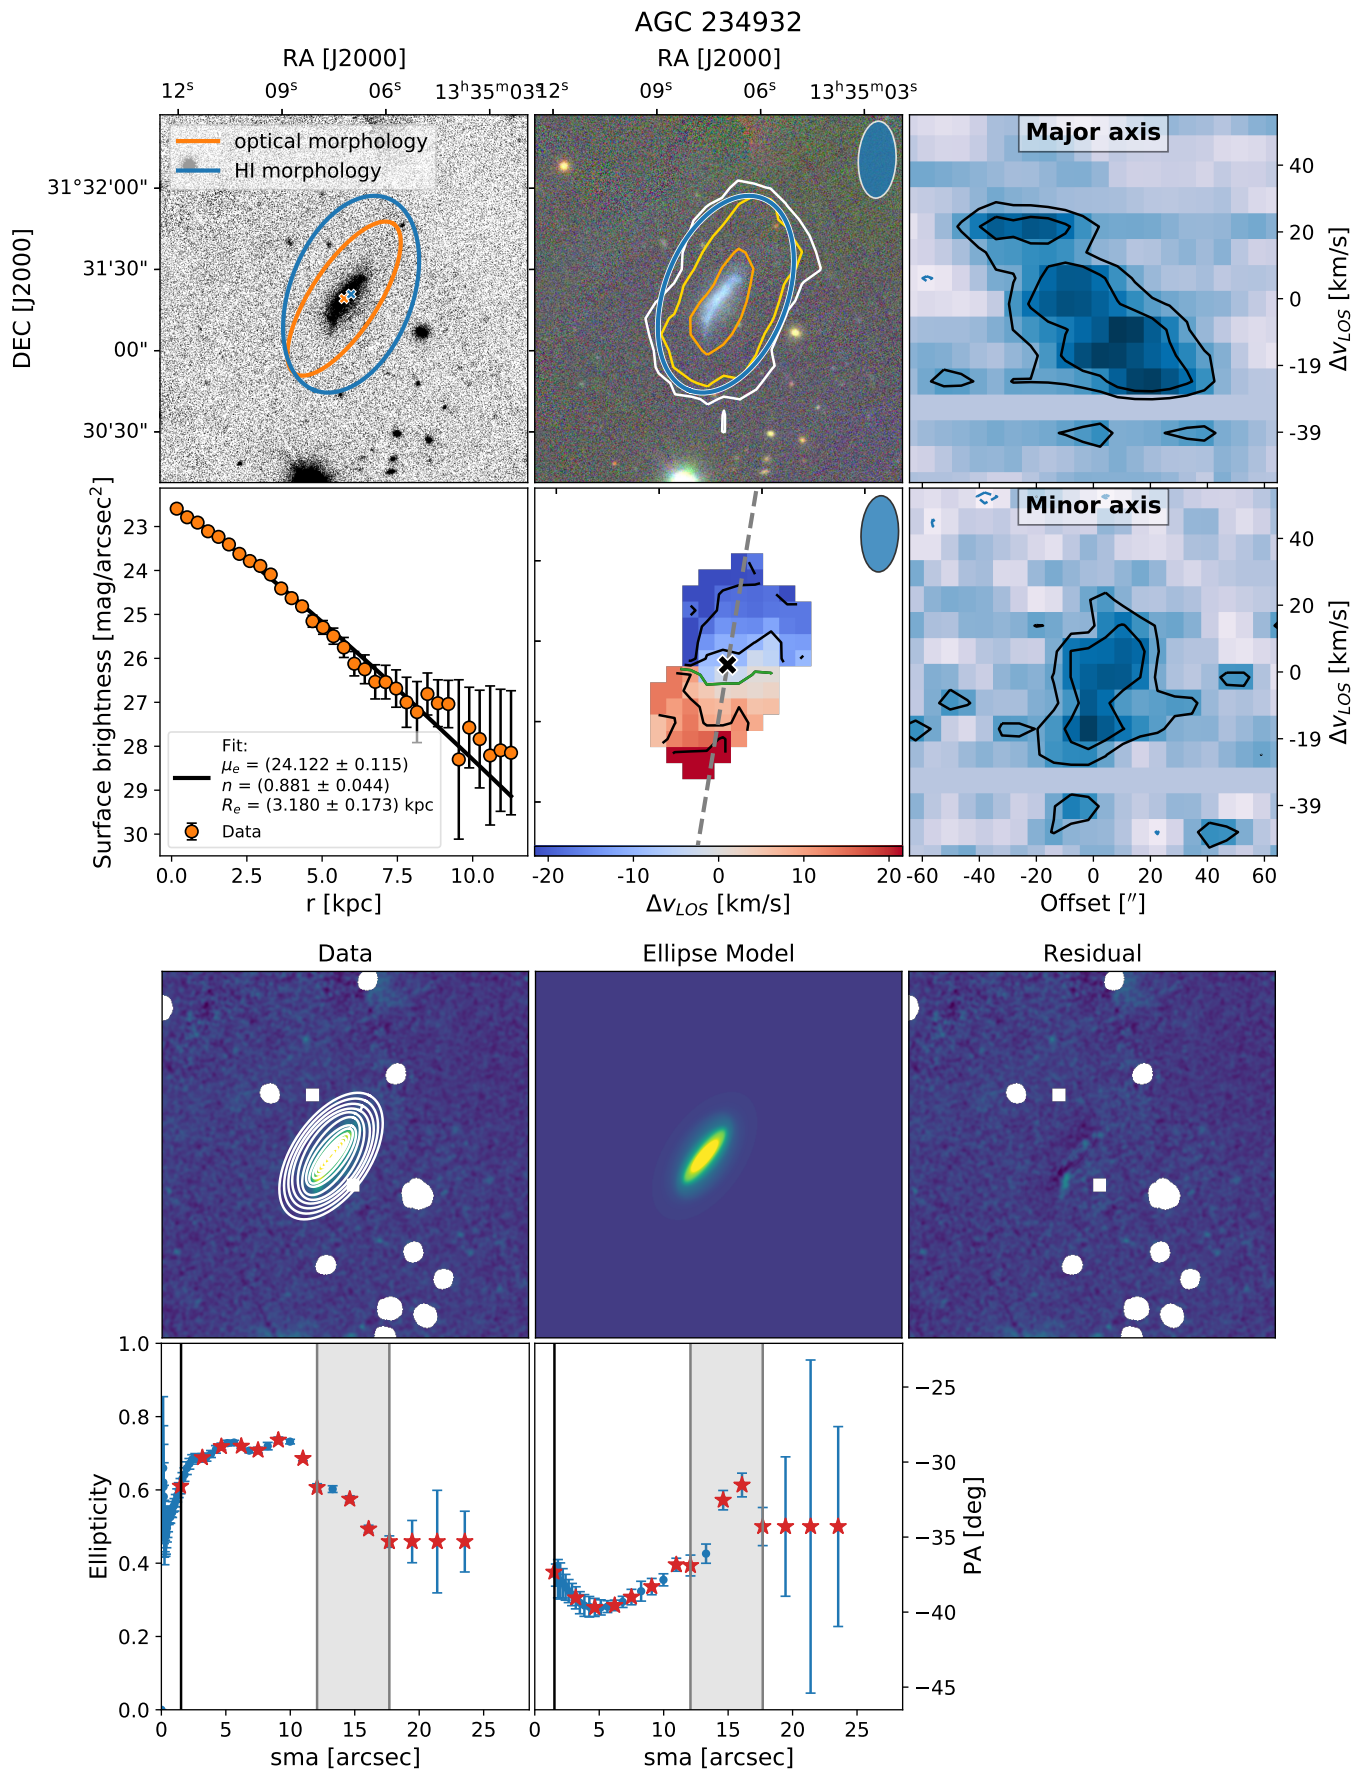 AGC 234932
RA [J2000]
RA [J2000]
12ˢ 09ˢ 06ˢ 13ʰ35ᵐ03ˢ
12ˢ 09ˢ 06ˢ 13ʰ35ᵐ03ˢ
optical morphology
HI morphology
Major axis
DEC [J2000]
31°32'00"
31'30"
00"
30'30"
40
20
0
-19
-39
Δv_LOS [km/s]
Surface brightness [mag/arcsec²]
23
24
25
26
27
28
29
30
Fit:
μ_e = (24.122 ± 0.115)
n = (0.881 ± 0.044)
R_e = (3.180 ± 0.173) kpc
Data
0.0 2.5 5.0 7.5 10.0
r [kpc]
-20 -10 0 10 20
Δv_LOS [km/s]
Minor axis
40
20
0
-19
-39
Δv_LOS [km/s]
-60 -40 -20 0 20 40 60
Offset [″]
Data
Ellipse Model
Residual
Ellipticity
1.0
0.8
0.6
0.4
0.2
0.0
0 5 10 15 20 25
sma [arcsec]
0 5 10 15 20 25
sma [arcsec]
−25
−30
−35
−40
−45
PA [deg]